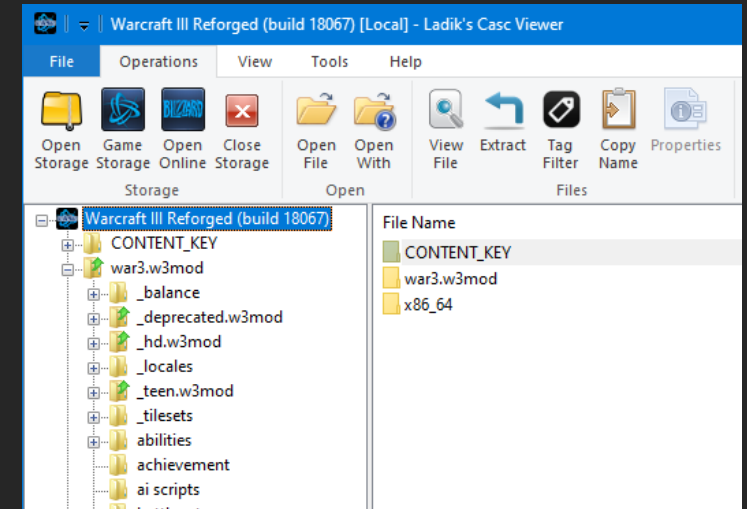 Warcraft III Reforged (build 18067) [Local] - Ladik's Casc Viewer
File Operations View Tools Help
Open Storage
Game Storage
BLIZZARD
Open Online
Close Storage
Open File
Open With
View File
Extract
Tag Filter
Copy Name
Properties
Storage Open Files
Warcraft III Reforged (build 18067)
CONTENT_KEY
war3.w3mod
_balance
_deprecated.w3mod
_hd.w3mod
_locales
_teen.w3mod
_tilesets
abilities
achievement
ai scripts
File Name
CONTENT_KEY
war3.w3mod
x86_64